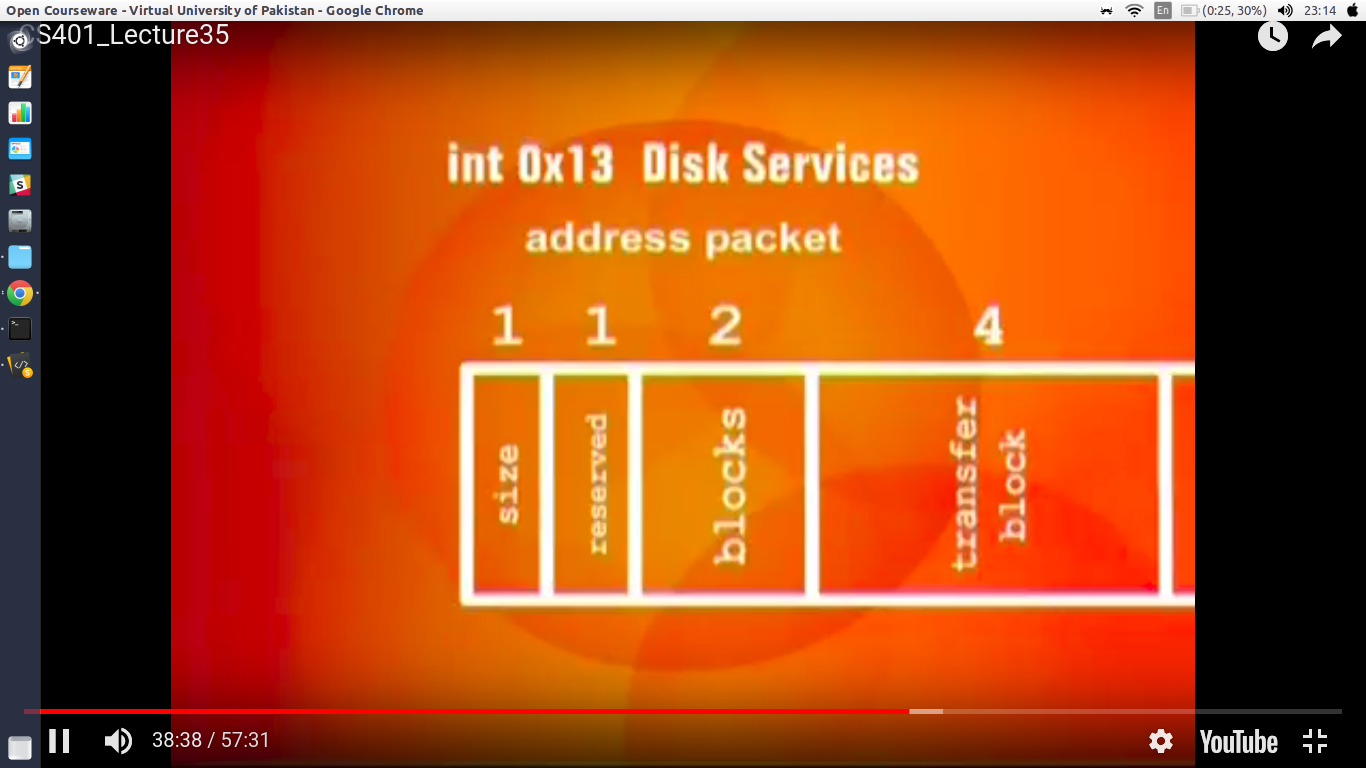 Open Courseware - Virtual University of Pakistan - Google Chrome
En
(0:25, 30%)
23:14
CS401_Lecture35
int 0x13 Disk Services
address packet
1 1 2 4
size
reserved
blocks
transfer
block
38:38 / 57:31
YouTube